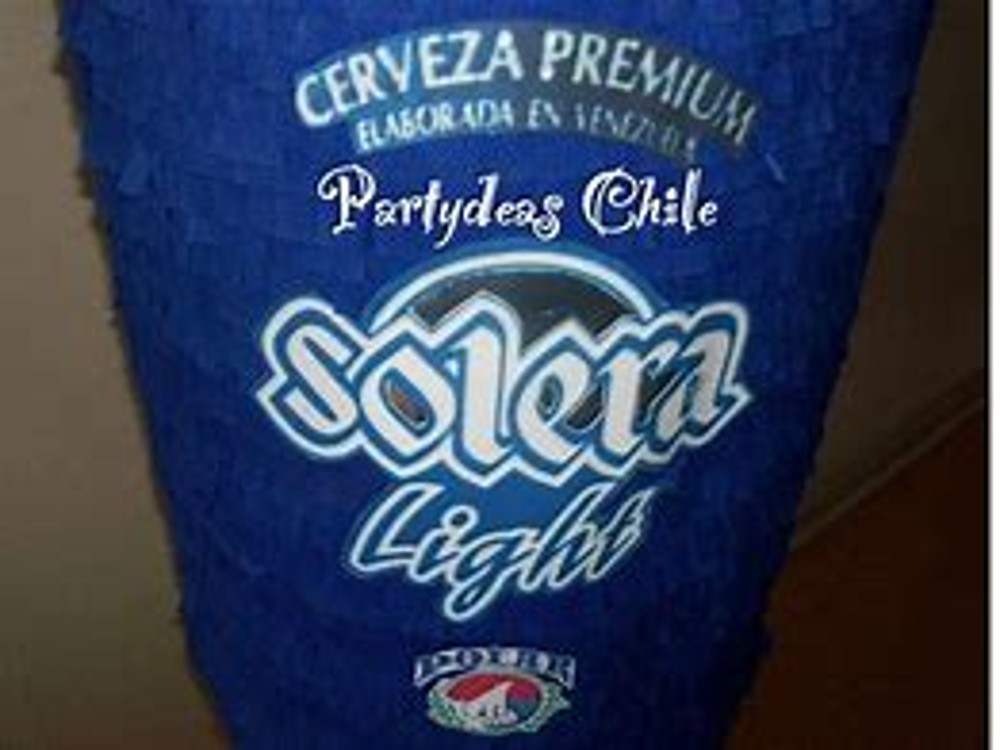 CERVEZA PREMIUM
ELABORADA EN VENEZUELA
Partydeas Chile
Solera
Light
POLAR